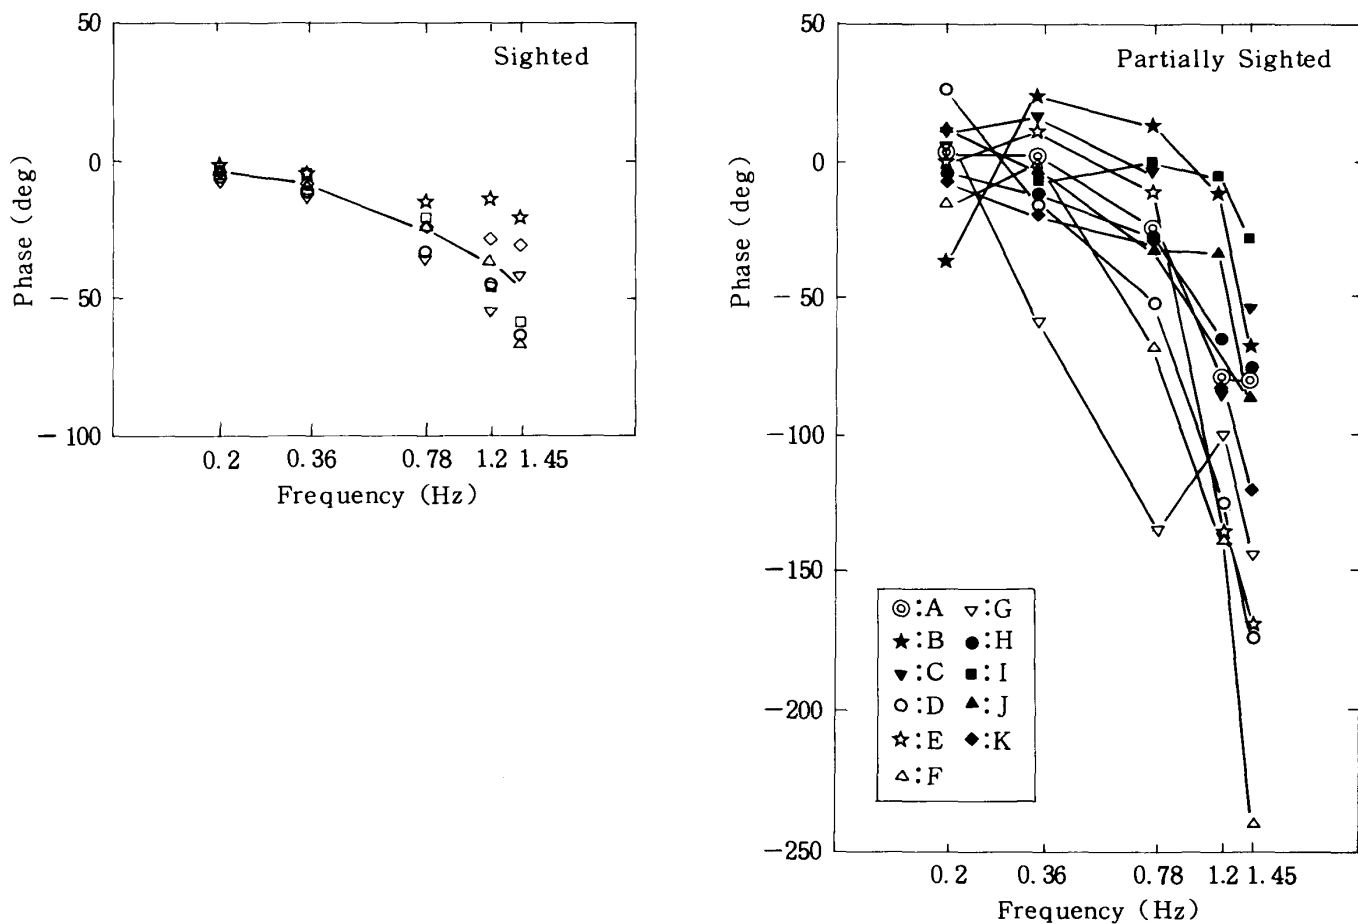 Sighted
50
0
−50
−100
Phase (deg)
0.2 0.36 0.78 1.2 1.45
Frequency (Hz)
Partially Sighted
50
0
−50
−100
−150
−200
−250
Phase (deg)
◎:A ▽:G
★:B ●:H
▼:C ■:I
○:D ▲:J
☆:E ◆:K
△:F
0.2 0.36 0.78 1.2 1.45
Frequency (Hz)